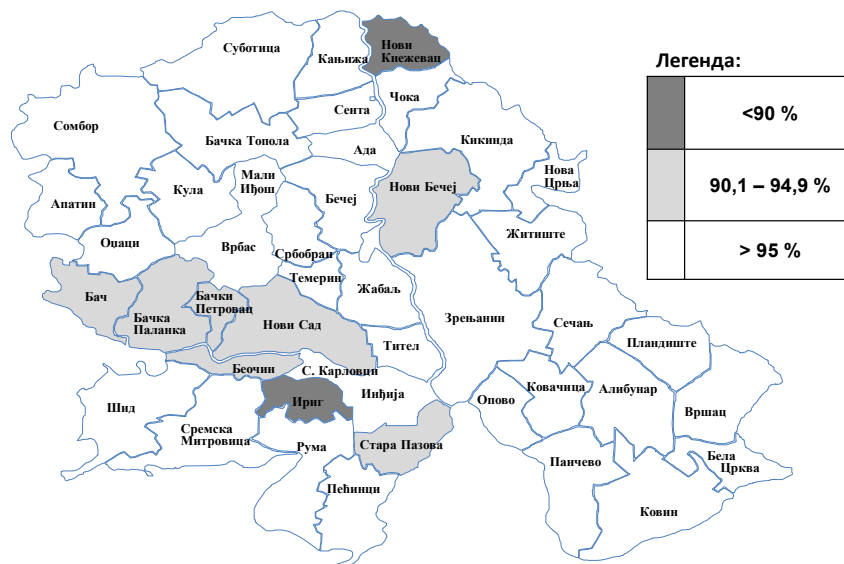 Суботица
Кањижа
Нови
Кнежевац
Сента
Чока
Сомбор
Бачка Топола
Ада
Кикинда
Нова
Црња
Апатин
Кула
Мали
Иђош
Бечеј
Нови Бечеј
Оџаци
Врбас
Србобран
Житиште
Темерин
Жабаљ
Бач
Бачка
Паланка
Бачки
Петровац
Нови Сад
Зрењанин
Сечањ
Тител
Пландиште
Беочин
С. Карловци
Шид
Ириг
Инђија
Опово
Ковачица
Алибунар
Вршац
Сремска
Митровица
Рума
Стара Пазова
Панчево
Бела
Црква
Пећинци
Ковин
Легенда:
<90 %
90,1 – 94,9 %
> 95 %